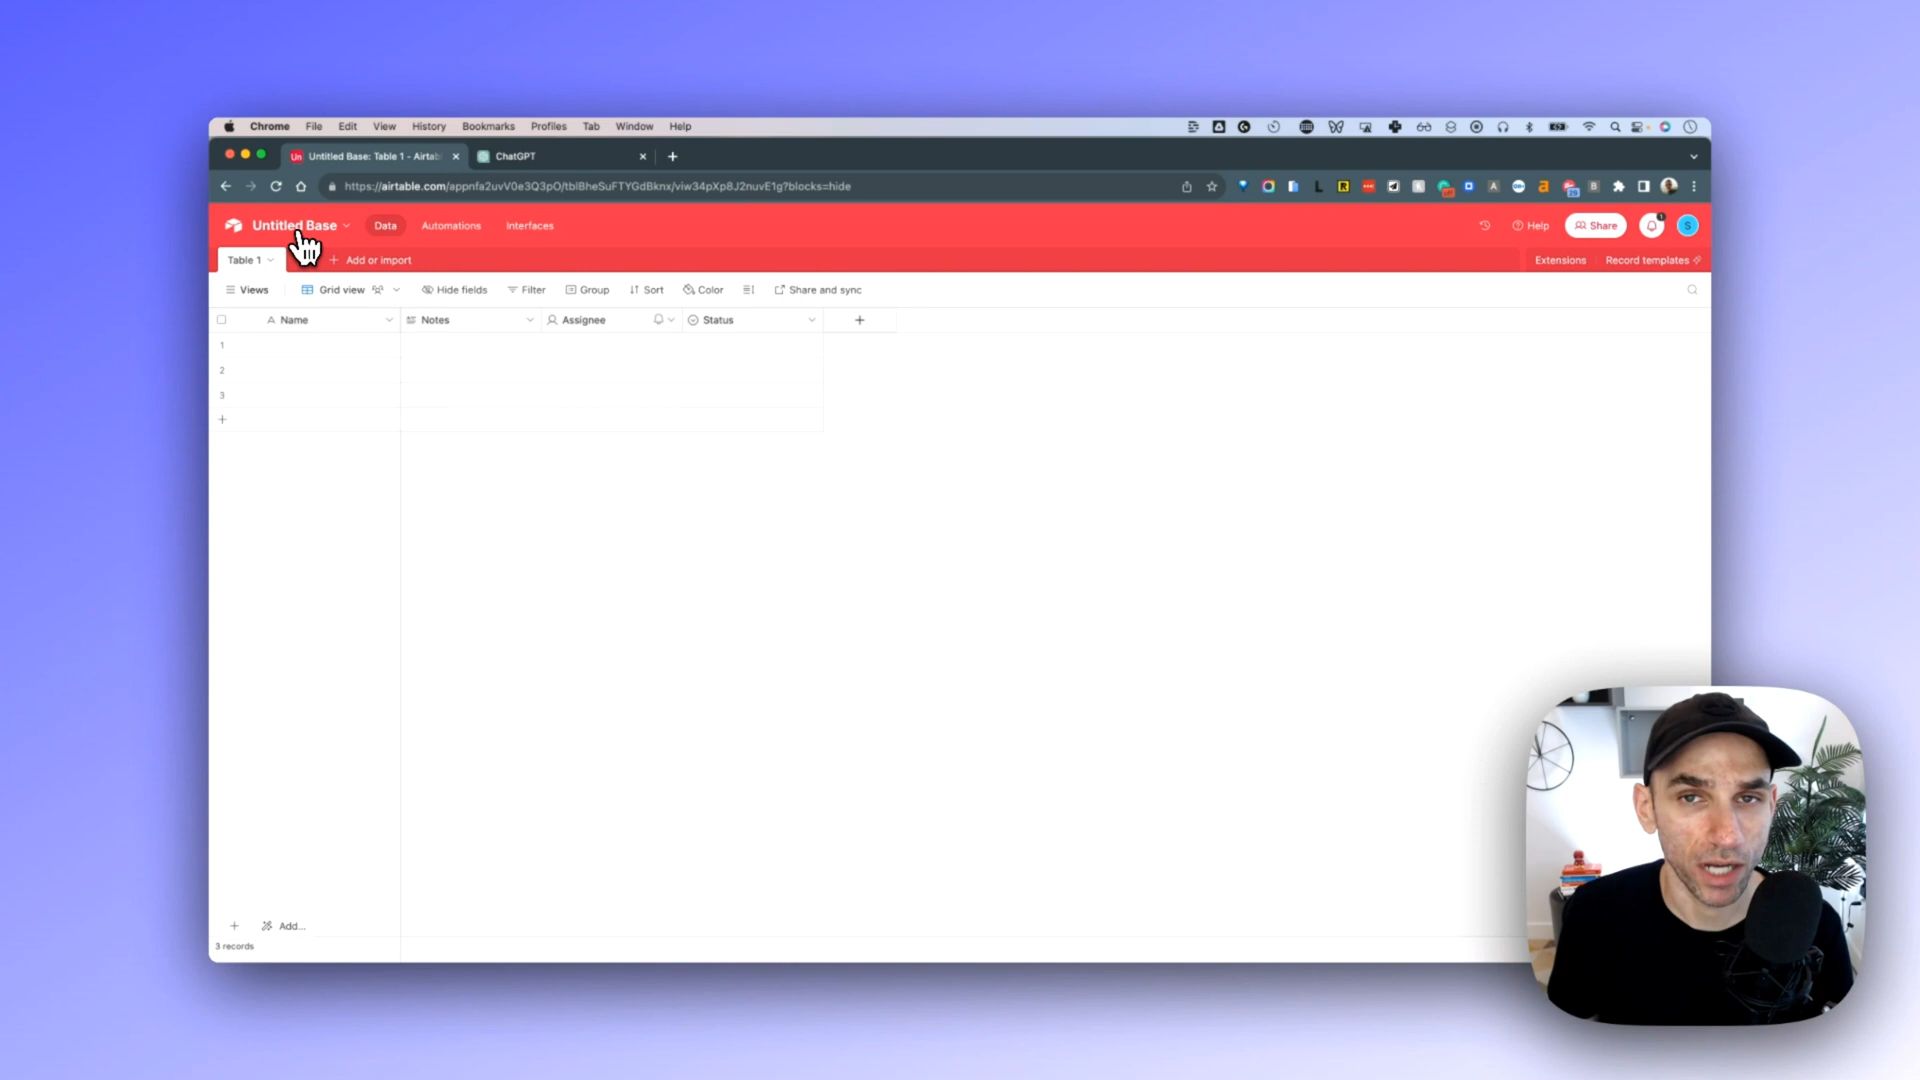 Chrome File Edit View History Bookmarks Profiles Tab Window Help
Un Untitled Base: Table 1 - Airtab ChatGPT
https://airtable.com/appnfa2uvV0e3Q3pO/tblBheSuFTYGdBknx/viw34pXp8J2nuvE1g?blocks=hide
Untitled Base Data Automations Interfaces Help Share 1 S
Table 1 Add or import Extensions Record templates
Views Grid view Hide fields Filter Group Sort Color Share and sync
A Name Notes Assignee Status
1
2
3
Add...
3 records